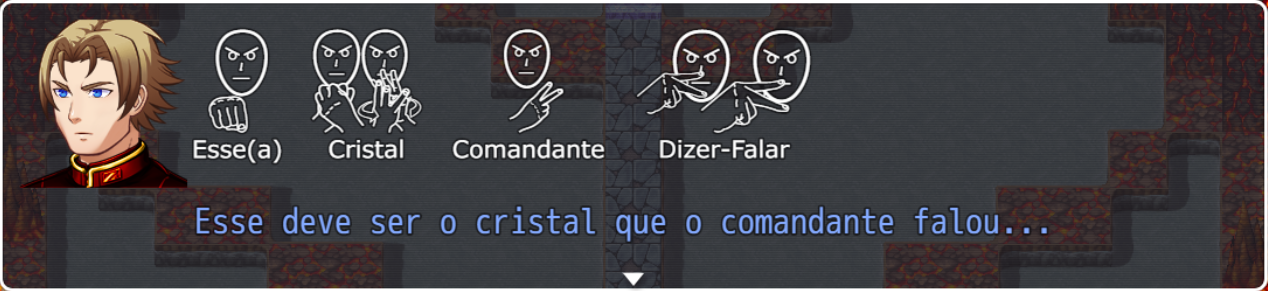 Esse(a) Cristal Comandante Dizer-Falar
Esse deve ser o cristal que o comandante falou...